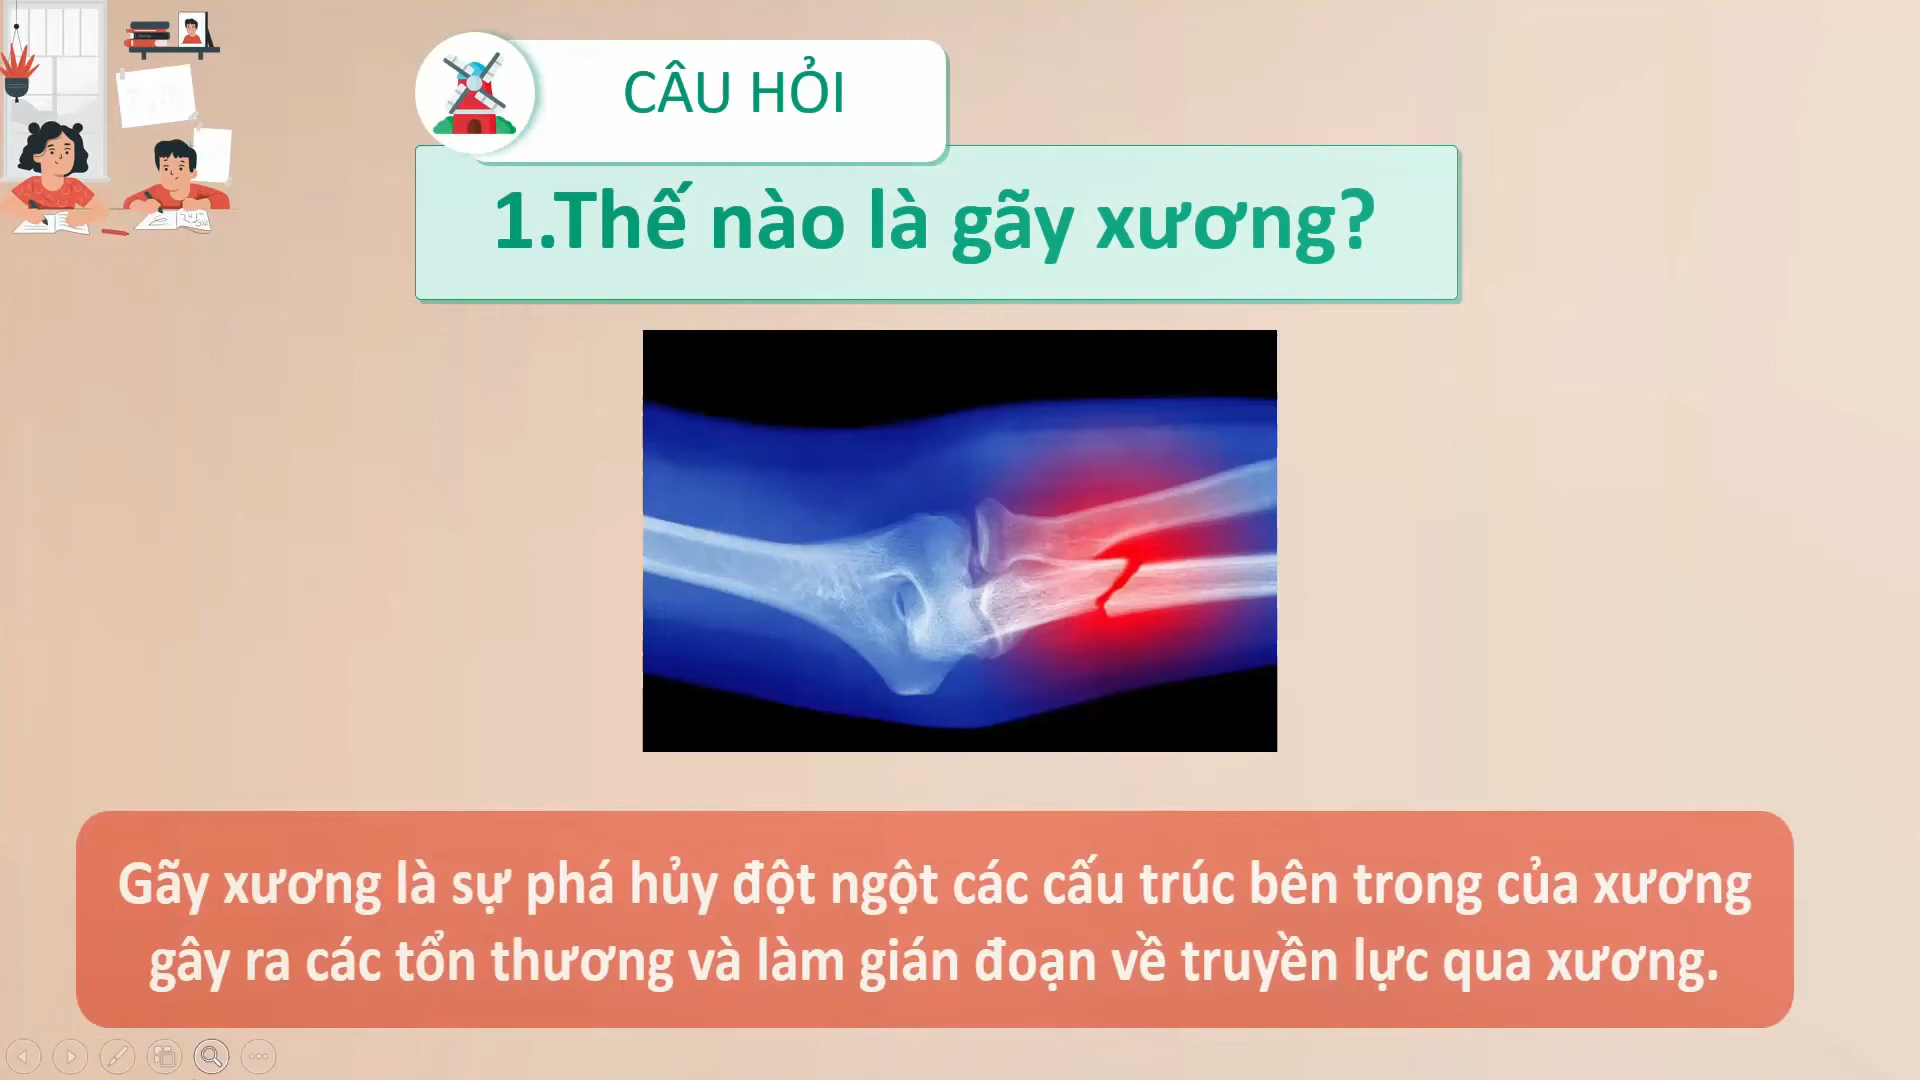 CÂU HỎI
1.Thế nào là gãy xương?
Gãy xương là sự phá hủy đột ngột các cấu trúc bên trong của xương
gây ra các tổn thương và làm gián đoạn về truyền lực qua xương.